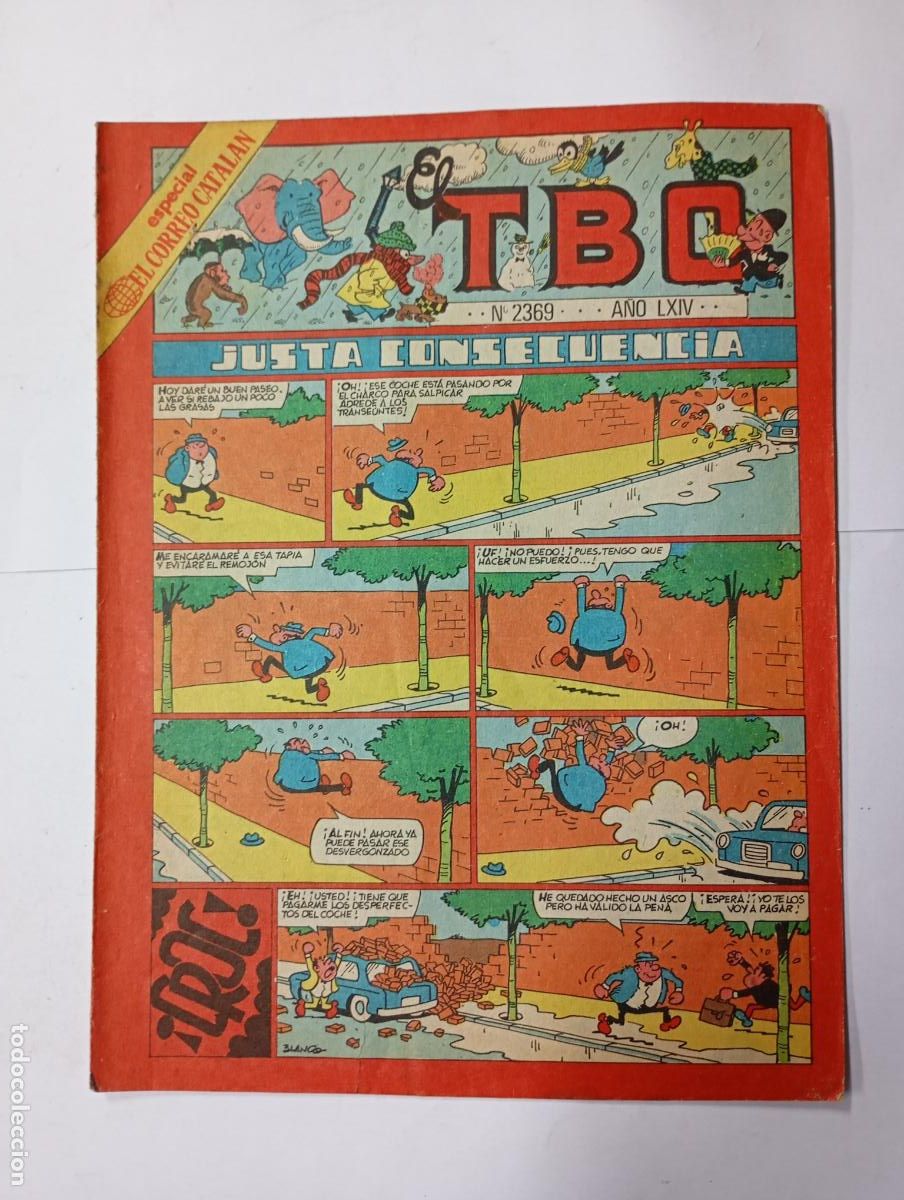 especial
EL CORREO CATALAN
El TBO
Nº 2369 AÑO LXIV
JUSTA CONSECUENCIA
HOY DARÉ UN BUEN PASEO.
A VER SI REBAJO UN POCO
LAS GRASAS
¡OH! ¡ESE COCHE ESTÁ PASANDO POR
EL CHARCO PARA SALPICAR
ADREDE A LOS
TRANSEÚNTES!
ME ENCARAMARÉ A ESA TAPIA
Y EVITARÉ EL REMOJÓN
¡UF! ¡NO PUEDO! ¡PUES, TENGO QUE
HACER UN ESFUERZO...!
¡AL FIN! AHORA YA
PUEDE PASAR ESE
DESVERGONZADO
¡OH!
¡CROC!
¡EH! ¡USTED! ¡TIENE QUE
PAGARME LOS DESPERFEC-
TOS DEL COCHE!
HE QUEDADO HECHO UN ASCO
PERO HA VALIDO LA PENA
¡ESPERA! ¡YO TE LOS
VOY A PAGAR!
BLANCO
todocoleccion